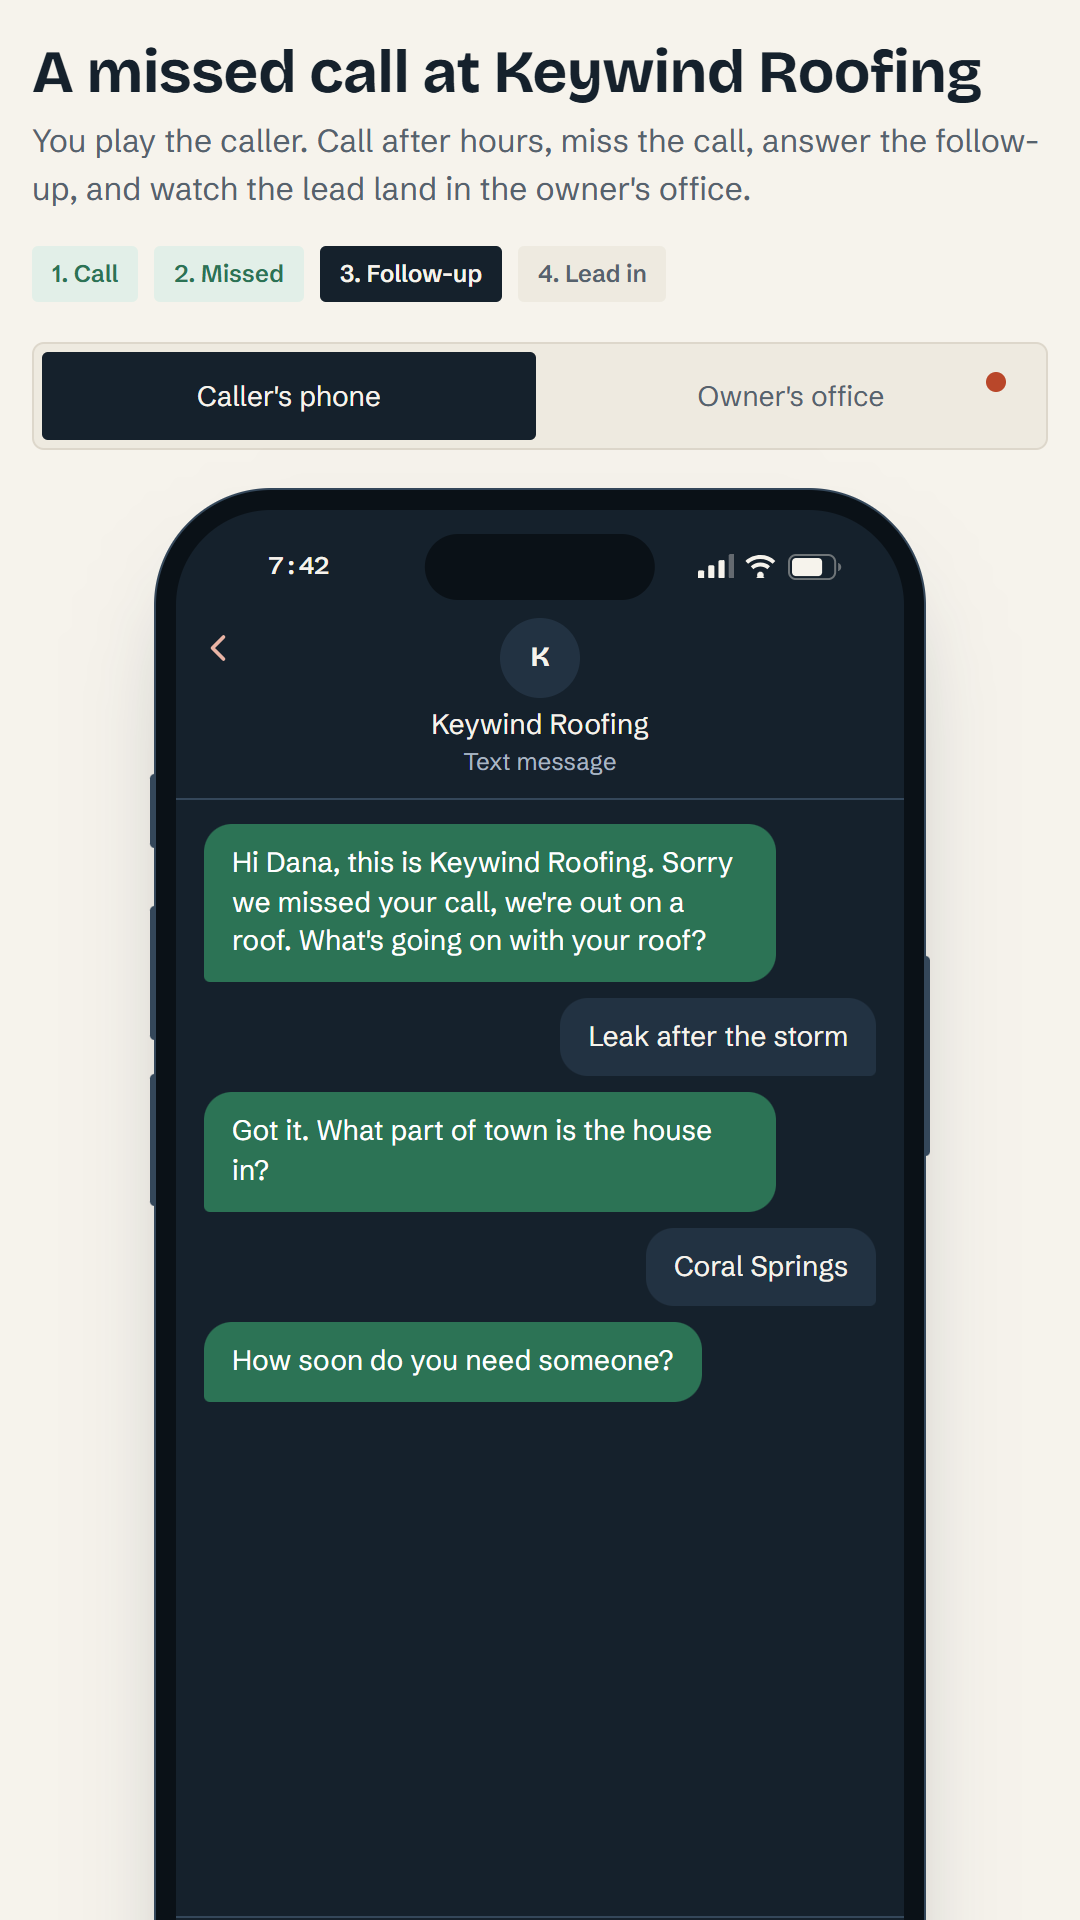 A missed call at Keywind Roofing
You play the caller. Call after hours, miss the call, answer the follow-
up, and watch the lead land in the owner's office.
1. Call
2. Missed
3. Follow-up
4. Lead in
Caller's phone
Owner's office
7:42
K
Keywind Roofing
Text message
Hi Dana, this is Keywind Roofing. Sorry
we missed your call, we're out on a
roof. What's going on with your roof?
Leak after the storm
Got it. What part of town is the house
in?
Coral Springs
How soon do you need someone?